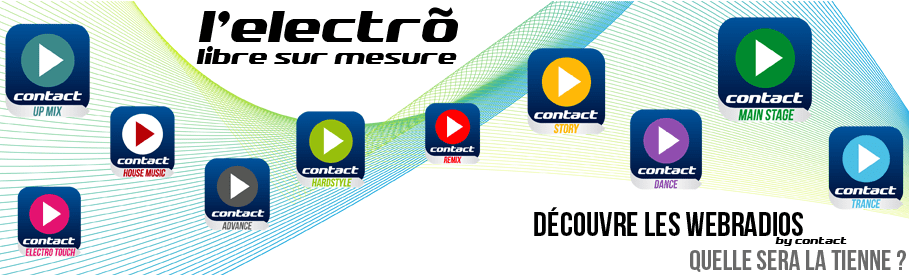 l'electrõ
libre sur mesure
contact
UP MIX
contact
HOUSE MUSIC
contact
ELECTRO TOUCH
contact
ADVANCE
contact
HARDSTYLE
contact
REMIX
contact
STORY
contact
DANCE
contact
MAIN STAGE
contact
TRANCE
DÉCOUVRE LES WEBRADIOS
by contact
QUELLE SERA LA TIENNE ?